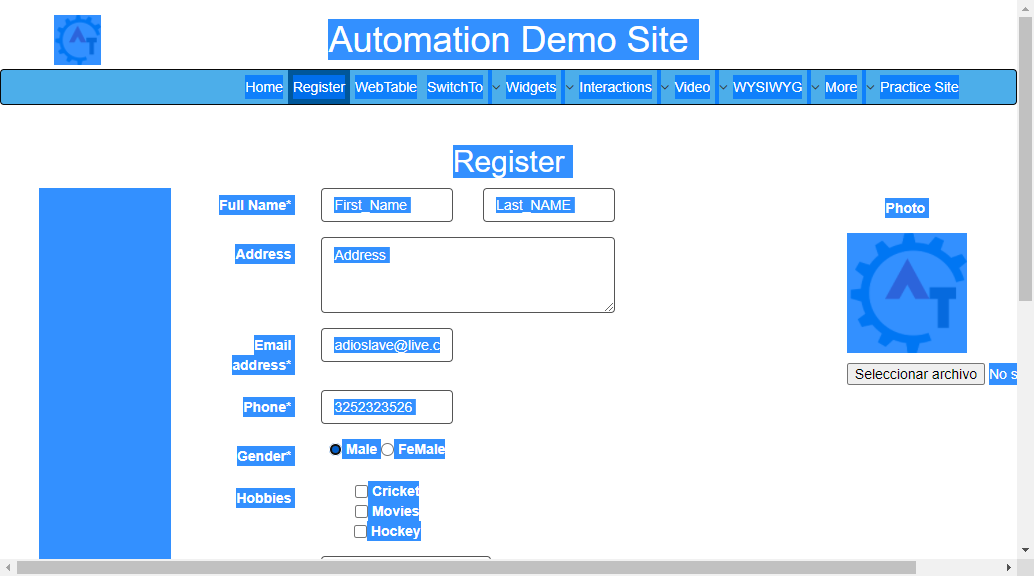 AT
Automation Demo Site
Home Register WebTable SwitchTo Widgets Interactions Video WYSIWYG More Practice Site
Register
Full Name* First_Name Last_NAME
Photo
Address Address
AT
Email address* adioslave@live.c
Seleccionar archivo No s
Phone* 3252323526
Gender* Male FeMale
Hobbies Cricket
Movies
Hockey